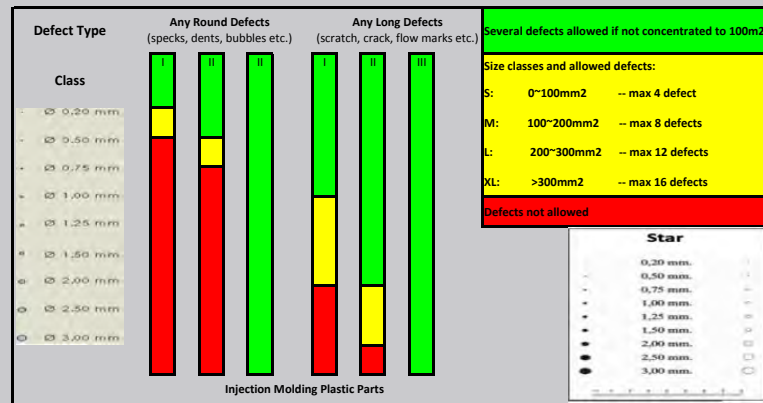 Defect Type
Any Round Defects
(specks, dents, bubbles etc.)
Any Long Defects
(scratch, crack, flow marks etc.)
Class
I
II
II
I
II
III
Ø 0,20 mm
Ø 0,50 mm
Ø 0,75 mm
Ø 1,00 mm
Ø 1,25 mm
Ø 1,50 mm
Ø 2,00 mm
Ø 2,50 mm
Ø 3,00 mm
Injection Molding Plastic Parts
Several defects allowed if not concentrated to 100m2
Size classes and allowed defects:
S: 0~100mm2 -- max 4 defect
M: 100~200mm2 -- max 8 defects
L: 200~300mm2 -- max 12 defects
XL: >300mm2 -- max 16 defects
Defects not allowed
Star
0,20 mm.
0,50 mm.
0,75 mm.
1,00 mm.
1,25 mm.
1,50 mm.
2,00 mm.
2,50 mm.
3,00 mm.